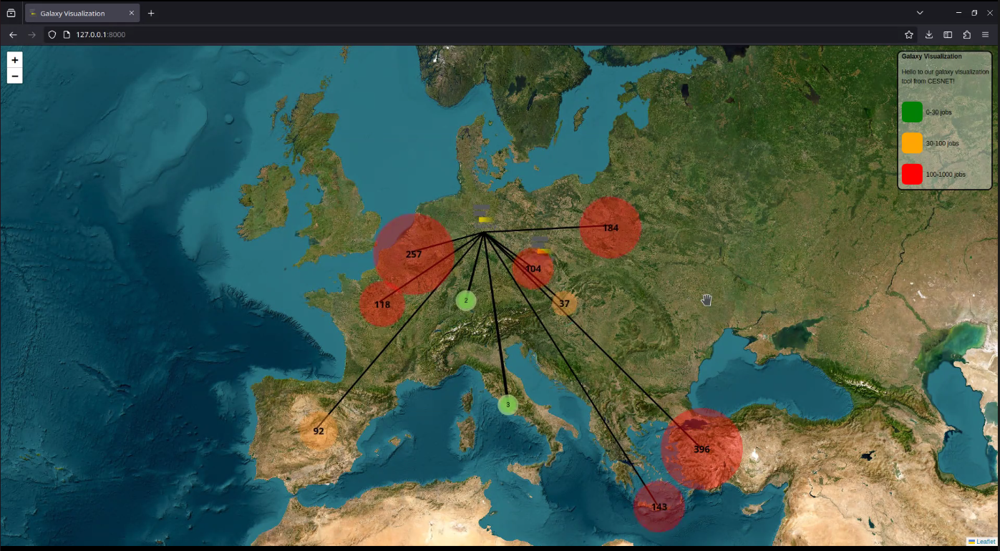 Galaxy Visualization
127.0.0.1:8000
+
−
Galaxy Visualization
Hello to our galaxy visualization
tool from CESNET!
0-30 jobs
30-100 jobs
100-1000 jobs
184
257
104
118
2
37
3
92
396
143
Leaflet